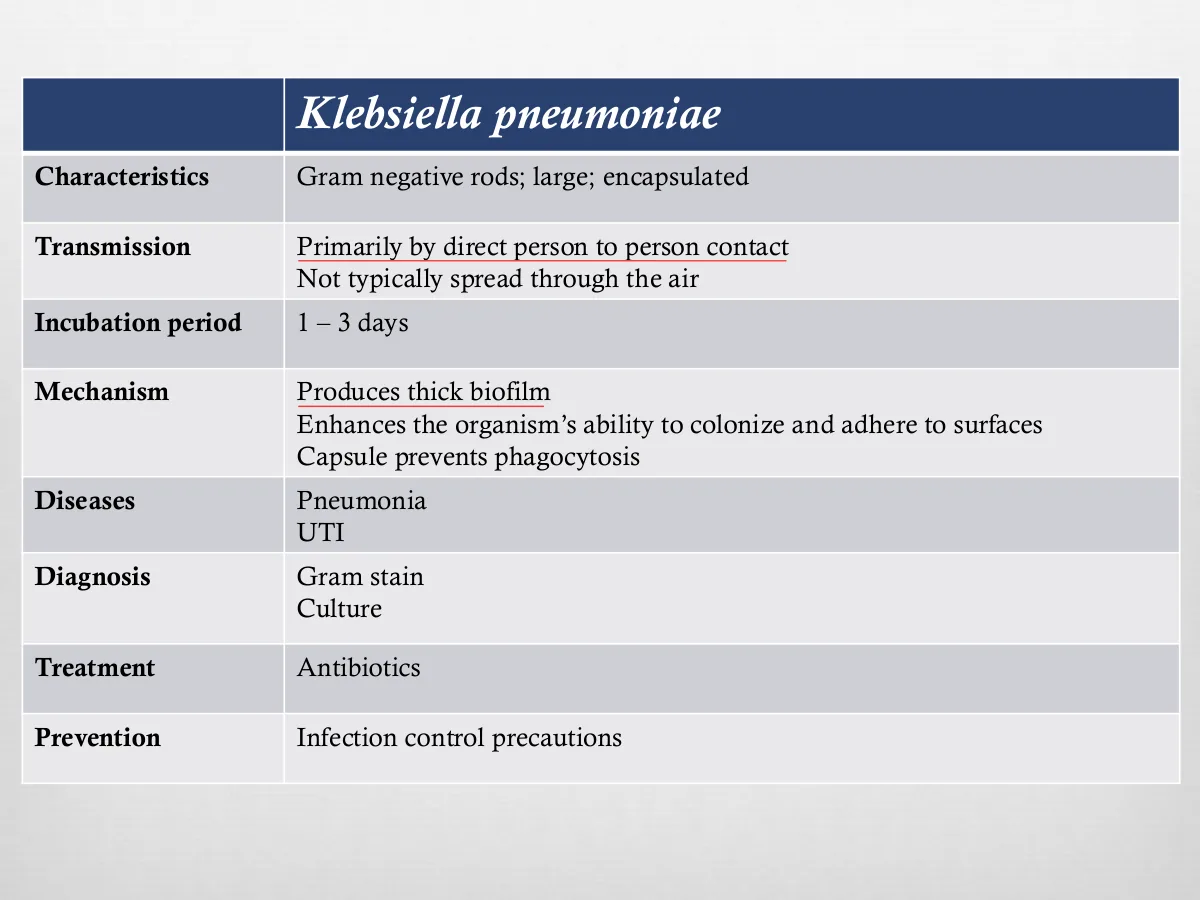 Klebsiella pneumoniae
Characteristics
Gram negative rods; large; encapsulated
Transmission
Primarily by direct person to person contact
Not typically spread through the air
Incubation period
1 – 3 days
Mechanism
Produces thick biofilm
Enhances the organism’s ability to colonize and adhere to surfaces
Capsule prevents phagocytosis
Diseases
Pneumonia
UTI
Diagnosis
Gram stain
Culture
Treatment
Antibiotics
Prevention
Infection control precautions